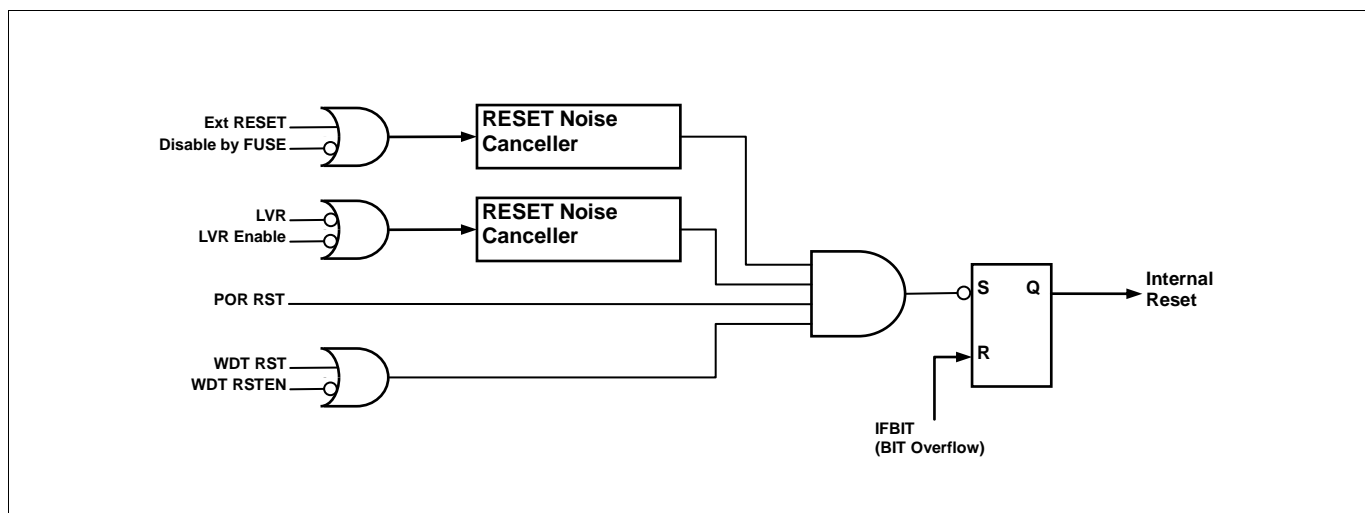 Ext RESET
Disable by FUSE
RESET Noise
Canceller
LVR
LVR Enable
RESET Noise
Canceller
POR RST
WDT RST
WDT RSTEN
S Q
R
Internal
Reset
IFBIT
(BIT Overflow)